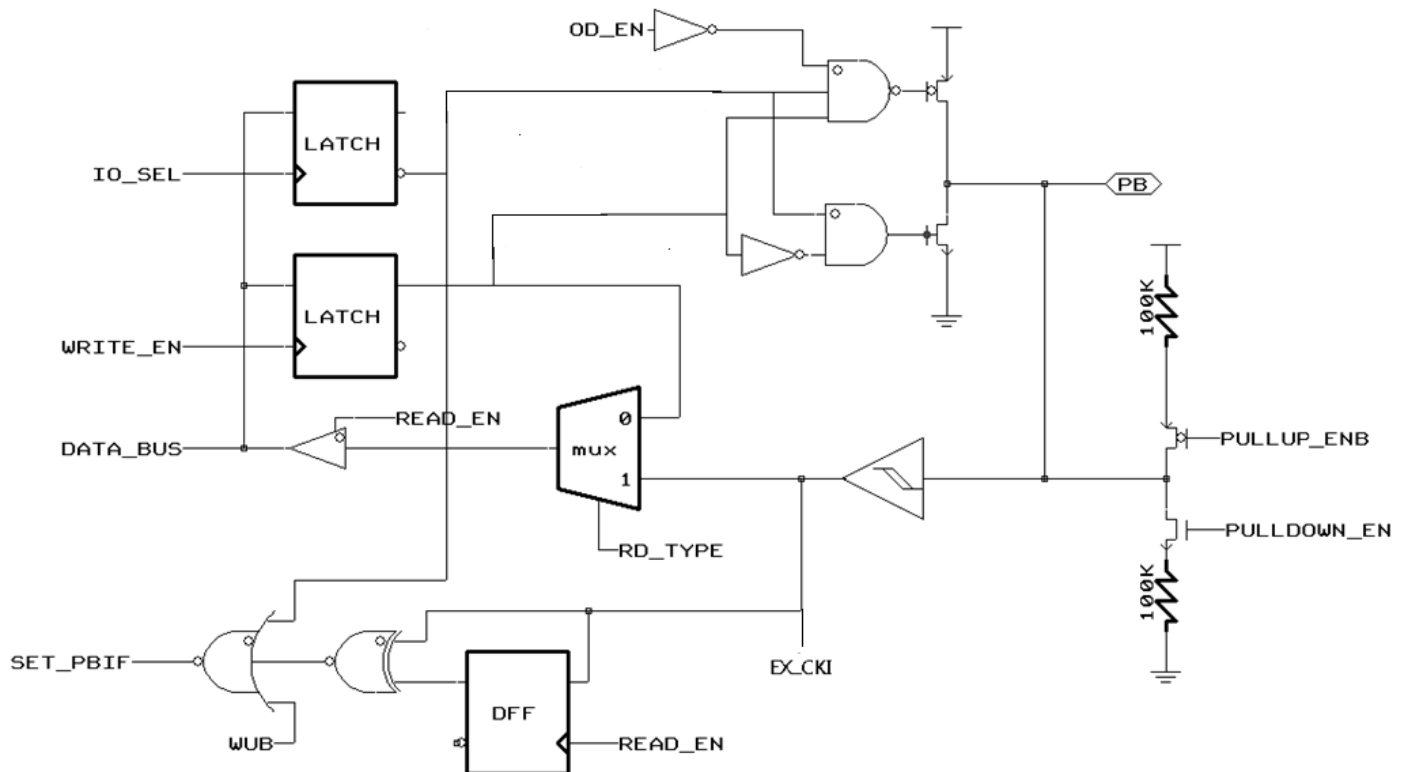 OD_EN
LATCH
IO_SEL
PB
LATCH
100K
WRITE_EN
0
READ_EN
PULLUP_ENB
DATA_BUS
mux
1
PULLDOWN_EN
RD_TYPE
100K
SET_PBIF
EX_CKI
DFF
WUB
READ_EN